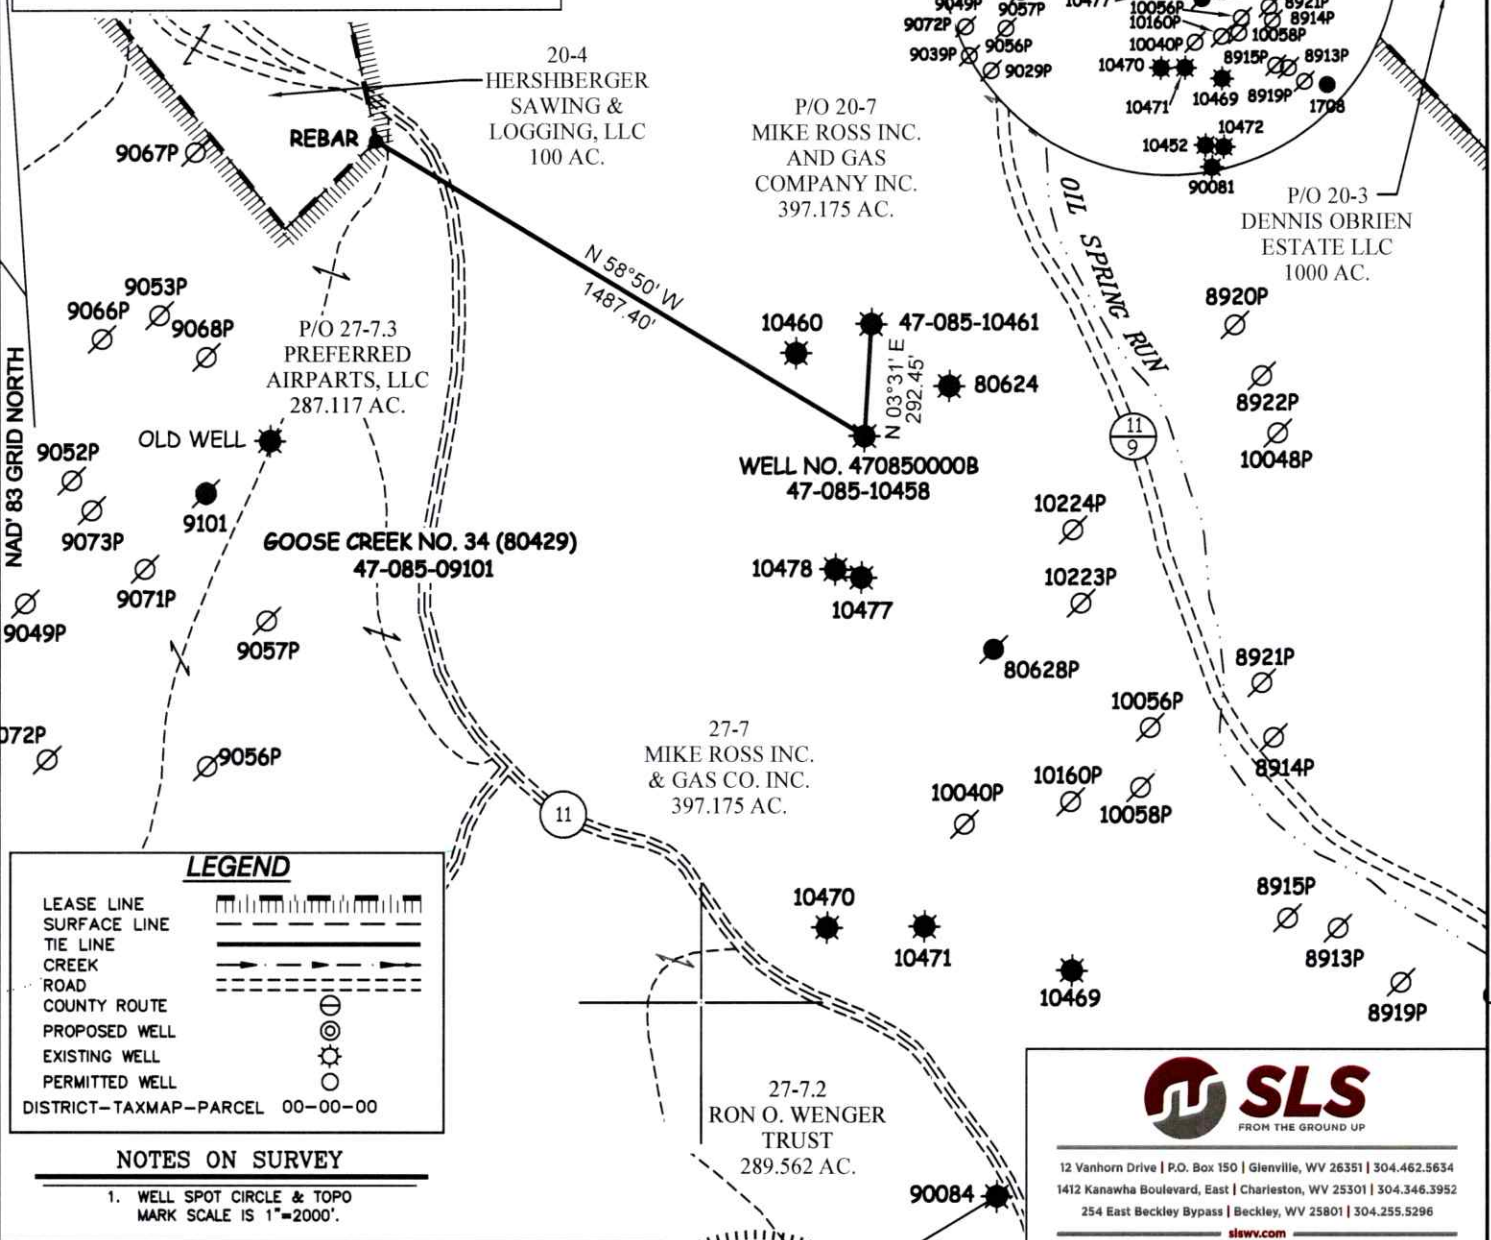 9049P
9057P
9072P
9056P
9039P
9029P
10056P
8921P
10160P
8914P
10058P
10040P
8915P
8913P
10470
10471
10469
8919P
1708
10452
10472
90081
20-4
HERSHBERGER
SAWING &
LOGGING, LLC
100 AC.
REBAR
9067P
P/O 20-7
MIKE ROSS INC.
AND GAS
COMPANY INC.
397.175 AC.
OIL SPRING RUN
P/O 20-3
DENNIS OBRIEN
ESTATE LLC
1000 AC.
N 58°50' W
1487.40'
9053P
9066P
9068P
P/O 27-7.3
PREFERRED
AIRPARTS, LLC
287.117 AC.
10460
47-085-10461
N 03°31' E
292.45'
80624
8920P
8922P
10048P
11
9
NAD' 83 GRID NORTH
OLD WELL
9052P
9101
9073P
9071P
9049P
9057P
WELL NO. 470850000B
47-085-10458
GOOSE CREEK NO. 34 (80429)
47-085-09101
10478
10477
10224P
10223P
80628P
8921P
10056P
8914P
072P
9056P
27-7
MIKE ROSS INC.
& GAS CO. INC.
397.175 AC.
11
10040P
10160P
10058P
10470
10471
10469
8915P
8913P
8919P
LEGEND
LEASE LINE
SURFACE LINE
TIE LINE
CREEK
ROAD
COUNTY ROUTE
PROPOSED WELL
EXISTING WELL
PERMITTED WELL
DISTRICT-TAXMAP-PARCEL 00-00-00
NOTES ON SURVEY
1. WELL SPOT CIRCLE & TOPO
MARK SCALE IS 1"=2000'.
27-7.2
RON O. WENGER
TRUST
289.562 AC.
90084
SLS
FROM THE GROUND UP
12 Vanhorn Drive | P.O. Box 150 | Glenville, WV 26351 | 304.462.5634
1412 Kanawha Boulevard, East | Charleston, WV 25301 | 304.346.3952
254 East Beckley Bypass | Beckley, WV 25801 | 304.255.5296
slswv.com